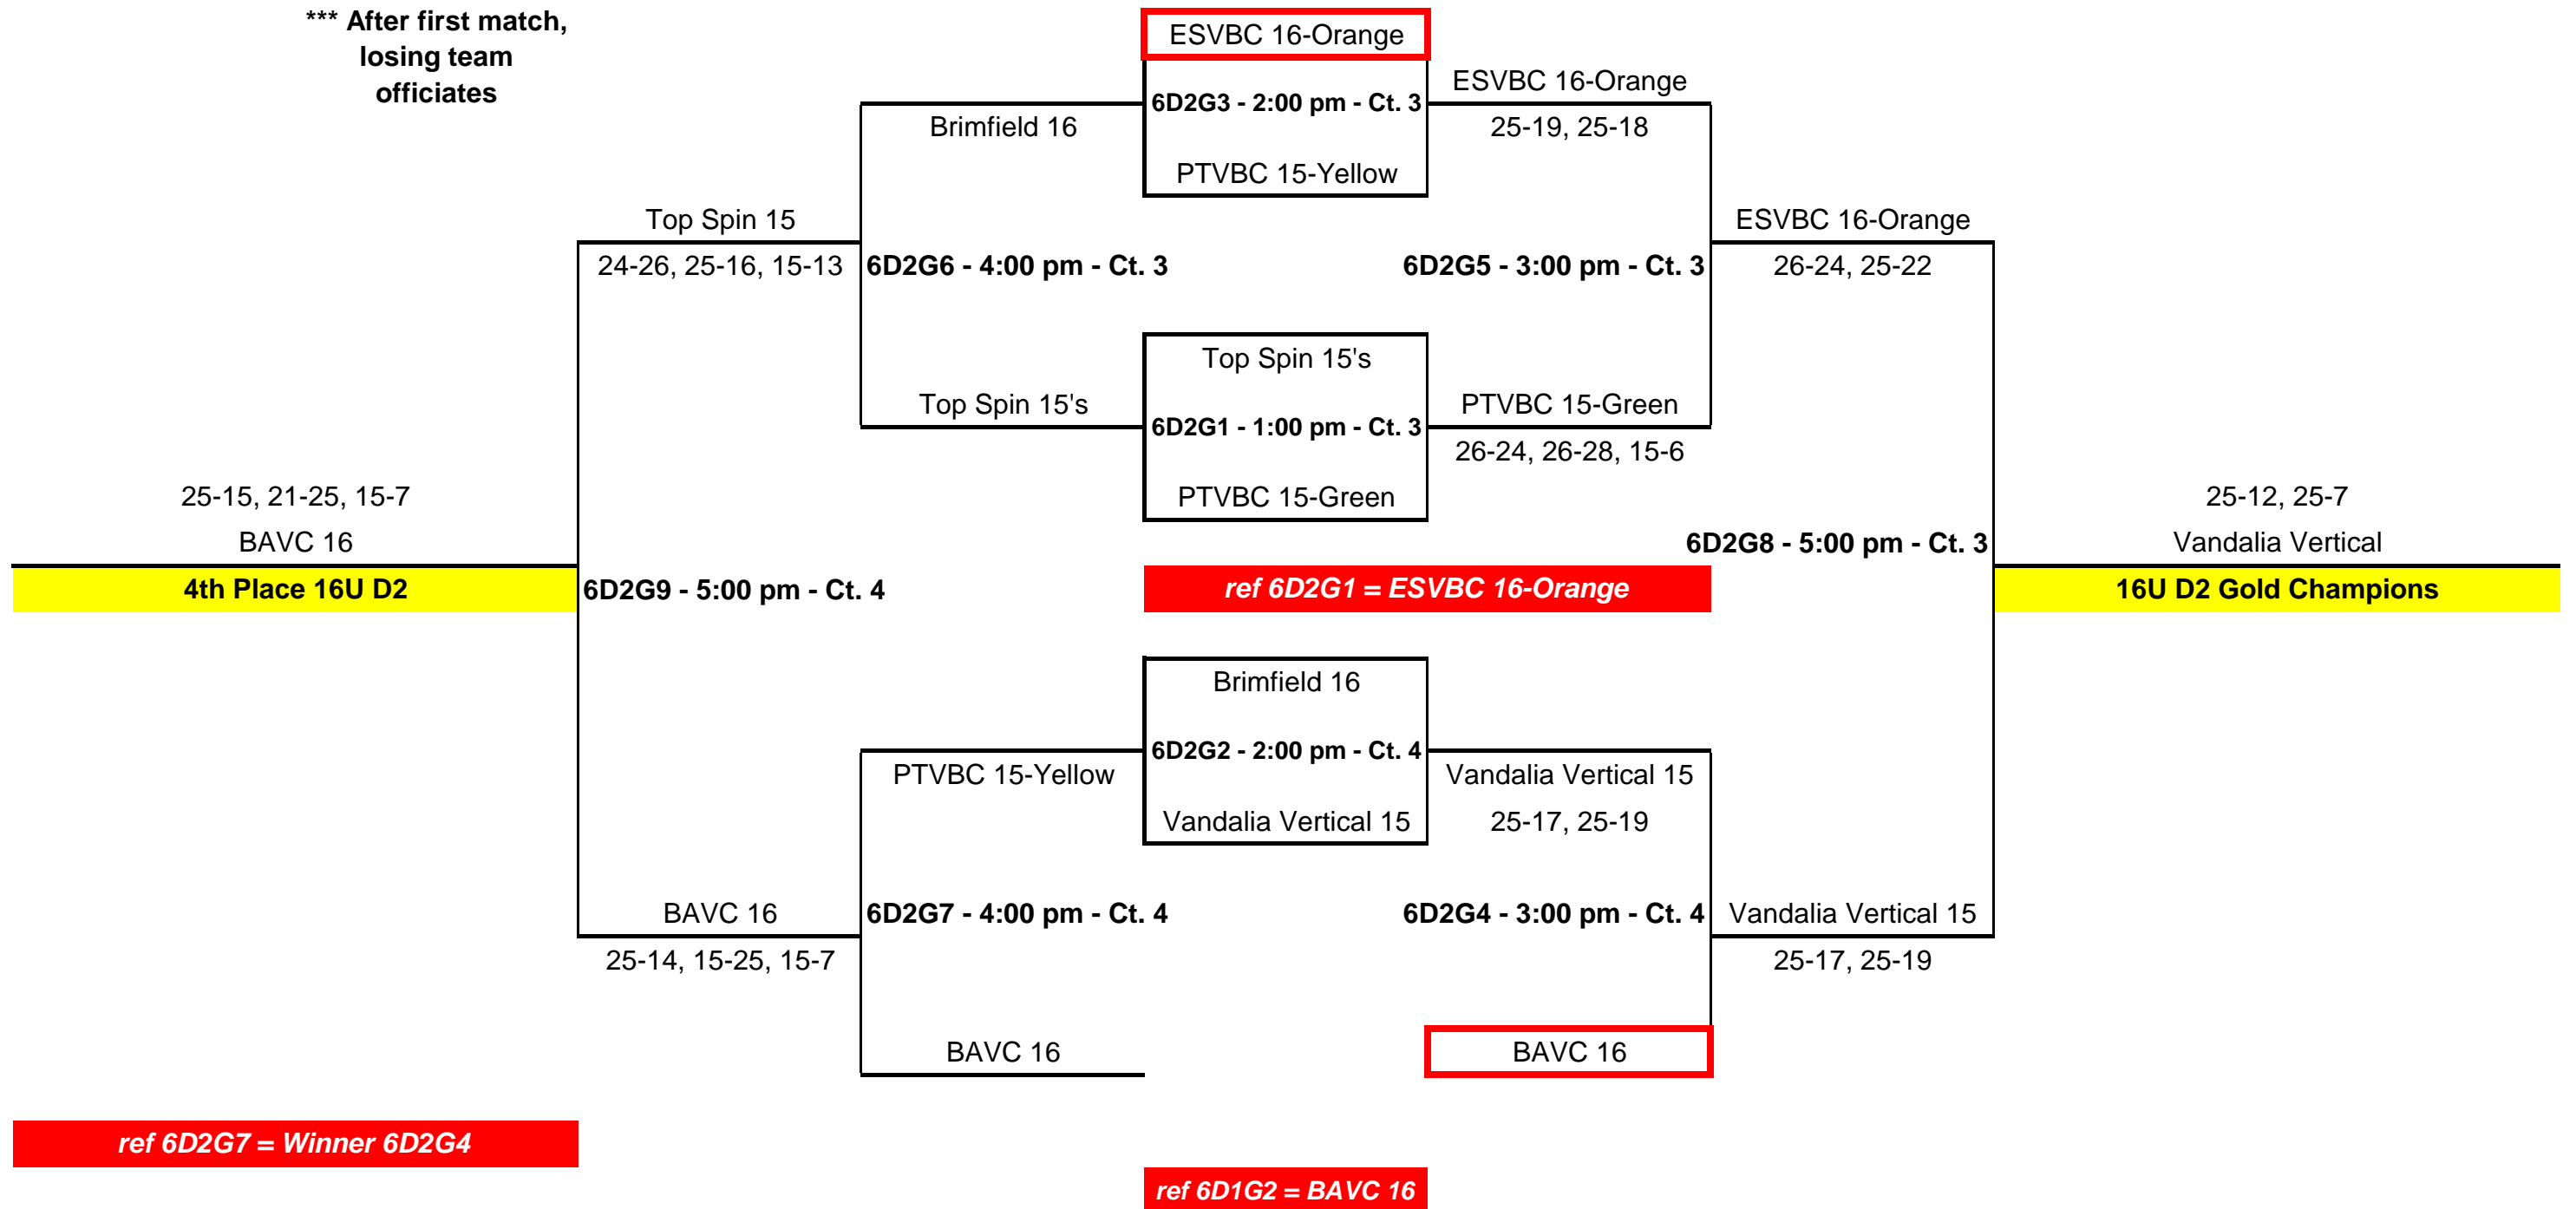 *** After first match,
losing team
officiates
ESVBC 16-Orange
6D2G3 - 2:00 pm - Ct. 3
PTVBC 15-Yellow
ESVBC 16-Orange
25-19, 25-18
Brimfield 16
Top Spin 15
24-26, 25-16, 15-13
6D2G6 - 4:00 pm - Ct. 3
6D2G5 - 3:00 pm - Ct. 3
ESVBC 16-Orange
26-24, 25-22
Top Spin 15's
Top Spin 15's
6D2G1 - 1:00 pm - Ct. 3
PTVBC 15-Green
PTVBC 15-Green
26-24, 26-28, 15-6
25-15, 21-25, 15-7
BAVC 16
4th Place 16U D2
6D2G9 - 5:00 pm - Ct. 4
ref 6D2G1 = ESVBC 16-Orange
6D2G8 - 5:00 pm - Ct. 3
25-12, 25-7
Vandalia Vertical
16U D2 Gold Champions
Brimfield 16
6D2G2 - 2:00 pm - Ct. 4
Vandalia Vertical 15
PTVBC 15-Yellow
Vandalia Vertical 15
25-17, 25-19
BAVC 16
25-14, 15-25, 15-7
6D2G7 - 4:00 pm - Ct. 4
6D2G4 - 3:00 pm - Ct. 4
Vandalia Vertical 15
25-17, 25-19
BAVC 16
BAVC 16
ref 6D2G7 = Winner 6D2G4
ref 6D1G2 = BAVC 16